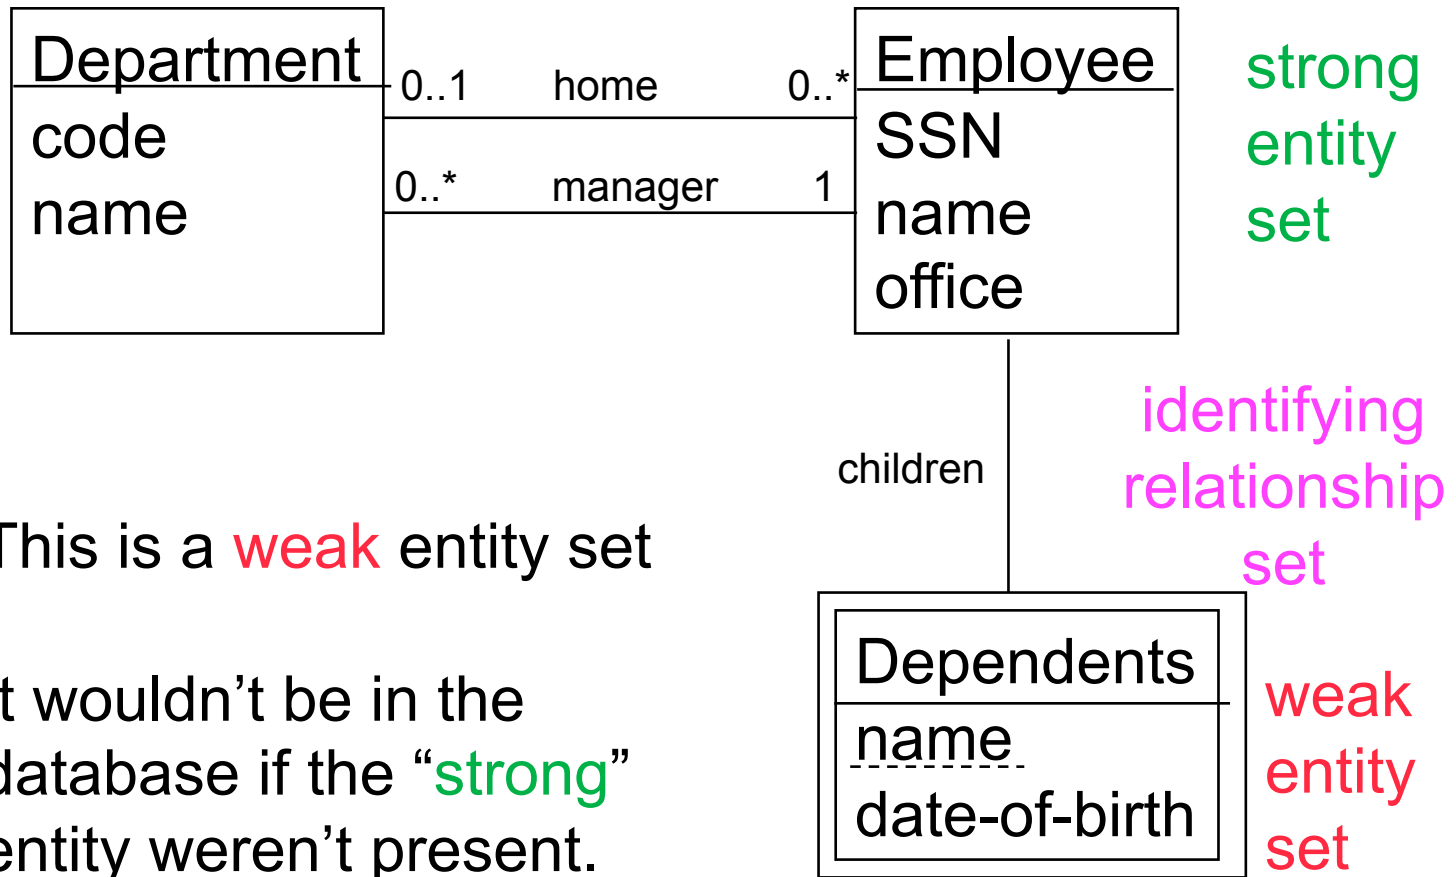 Department
code
name
0..1 home 0..*
0..* manager 1
Employee
SSN
name
office
strong
entity
set
children
identifying
relationship
set
This is a weak entity set
t wouldn’t be in the
database if the “strong”
entity weren’t present.
Dependents
name
date-of-birth
weak
entity
set